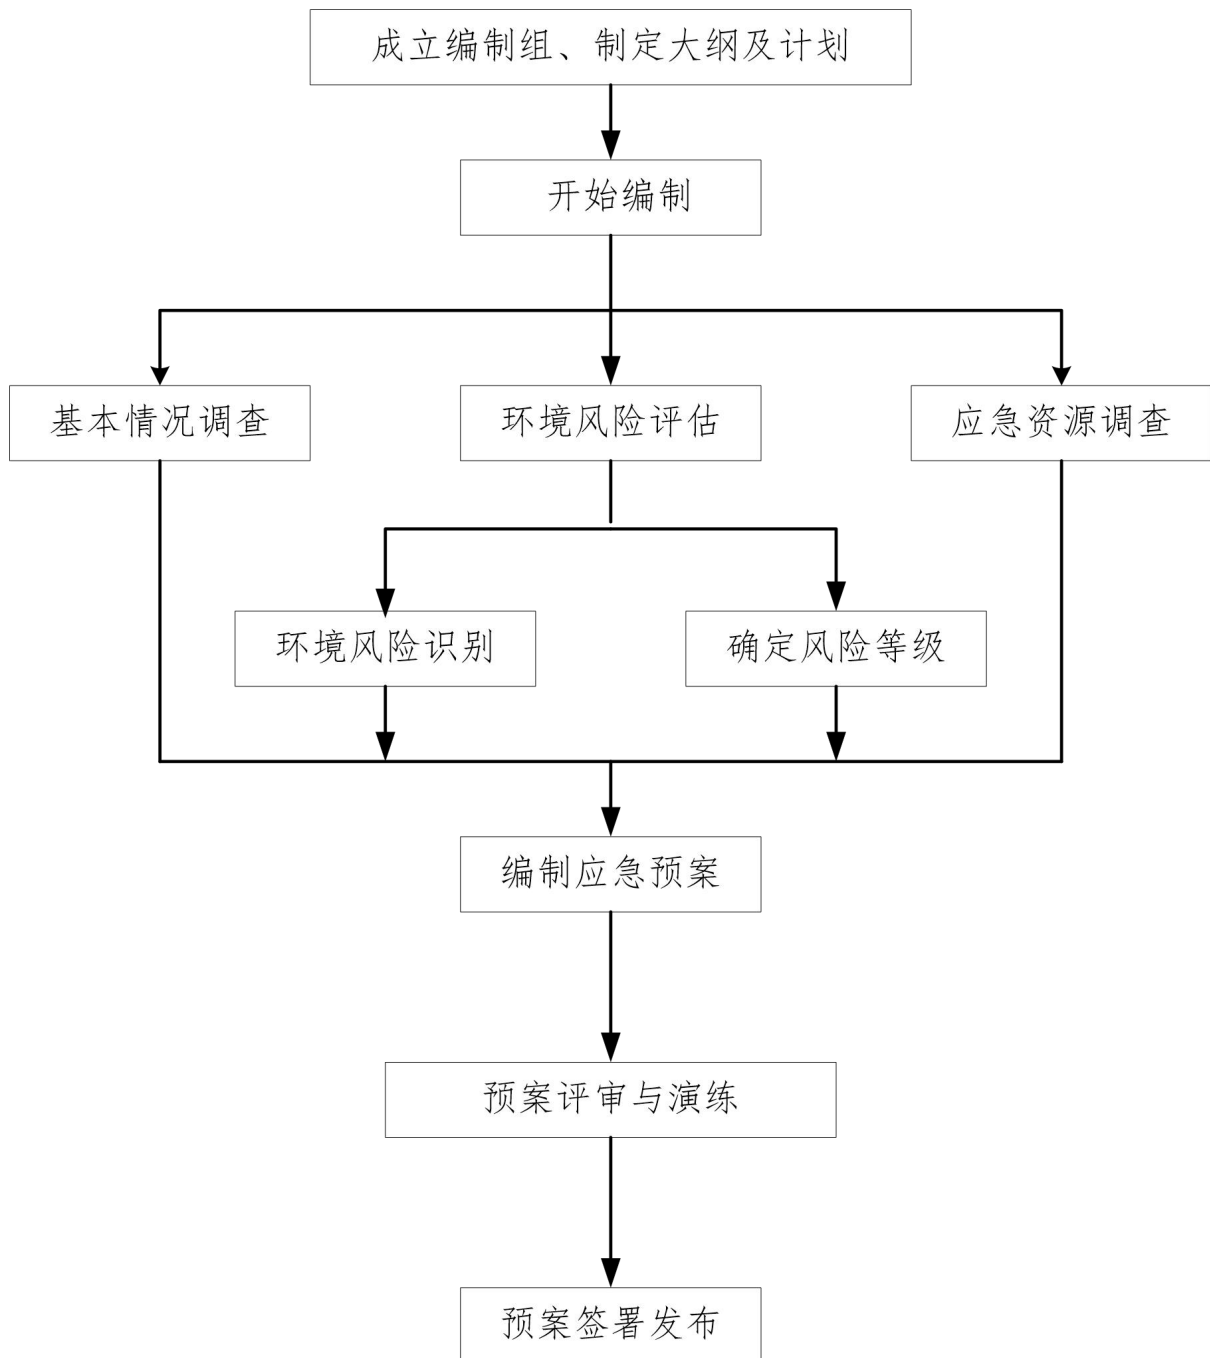 成立编制组、制定大纲及计划
开始编制
基本情况调查
环境风险评估
应急资源调查
环境风险识别
确定风险等级
编制应急预案
预案评审与演练
预案签署发布